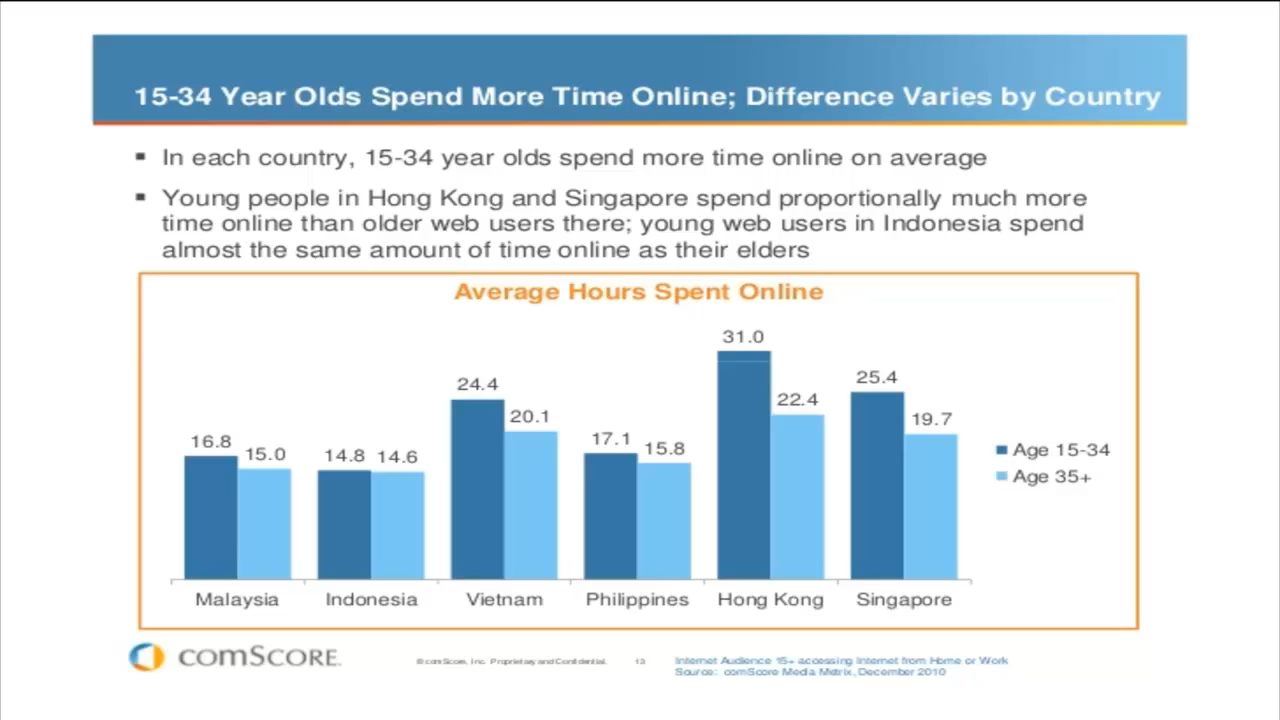 15-34 Year Olds Spend More Time Online; Difference Varies by Country
▪ In each country, 15-34 year olds spend more time online on average
▪ Young people in Hong Kong and Singapore spend proportionally much more
time online than older web users there; young web users in Indonesia spend
almost the same amount of time online as their elders
Average Hours Spent Online
31.0
24.4
25.4
22.4
20.1
19.7
16.8
15.0
14.8
14.6
17.1
15.8
Age 15-34
Age 35+
Malaysia
Indonesia
Vietnam
Philippines
Hong Kong
Singapore
comSCORE.
© comScore, Inc. Proprietary and Confidential.
13
Internet Audience 15+ accessing Internet from Home or Work
Source: comScore Media Metrix, December 2010